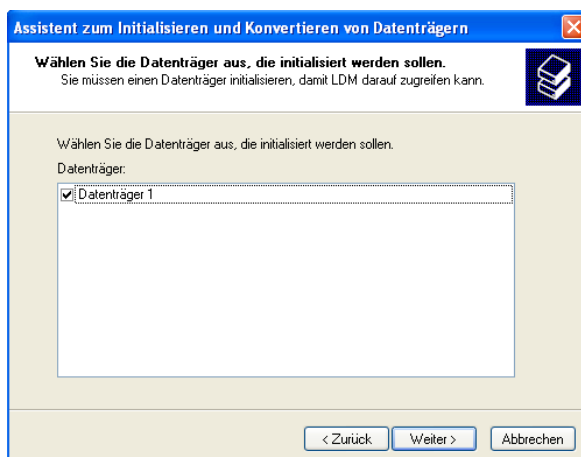 Assistent zum Initialisieren und Konvertieren von Datenträgern
Wählen Sie die Datenträger aus, die initialisiert werden sollen.
Sie müssen einen Datenträger initialisieren, damit LDM darauf zugreifen kann.
Wählen Sie die Datenträger aus, die initialisiert werden sollen.
Datenträger:
Datenträger 1
< Zurück Weiter > Abbrechen